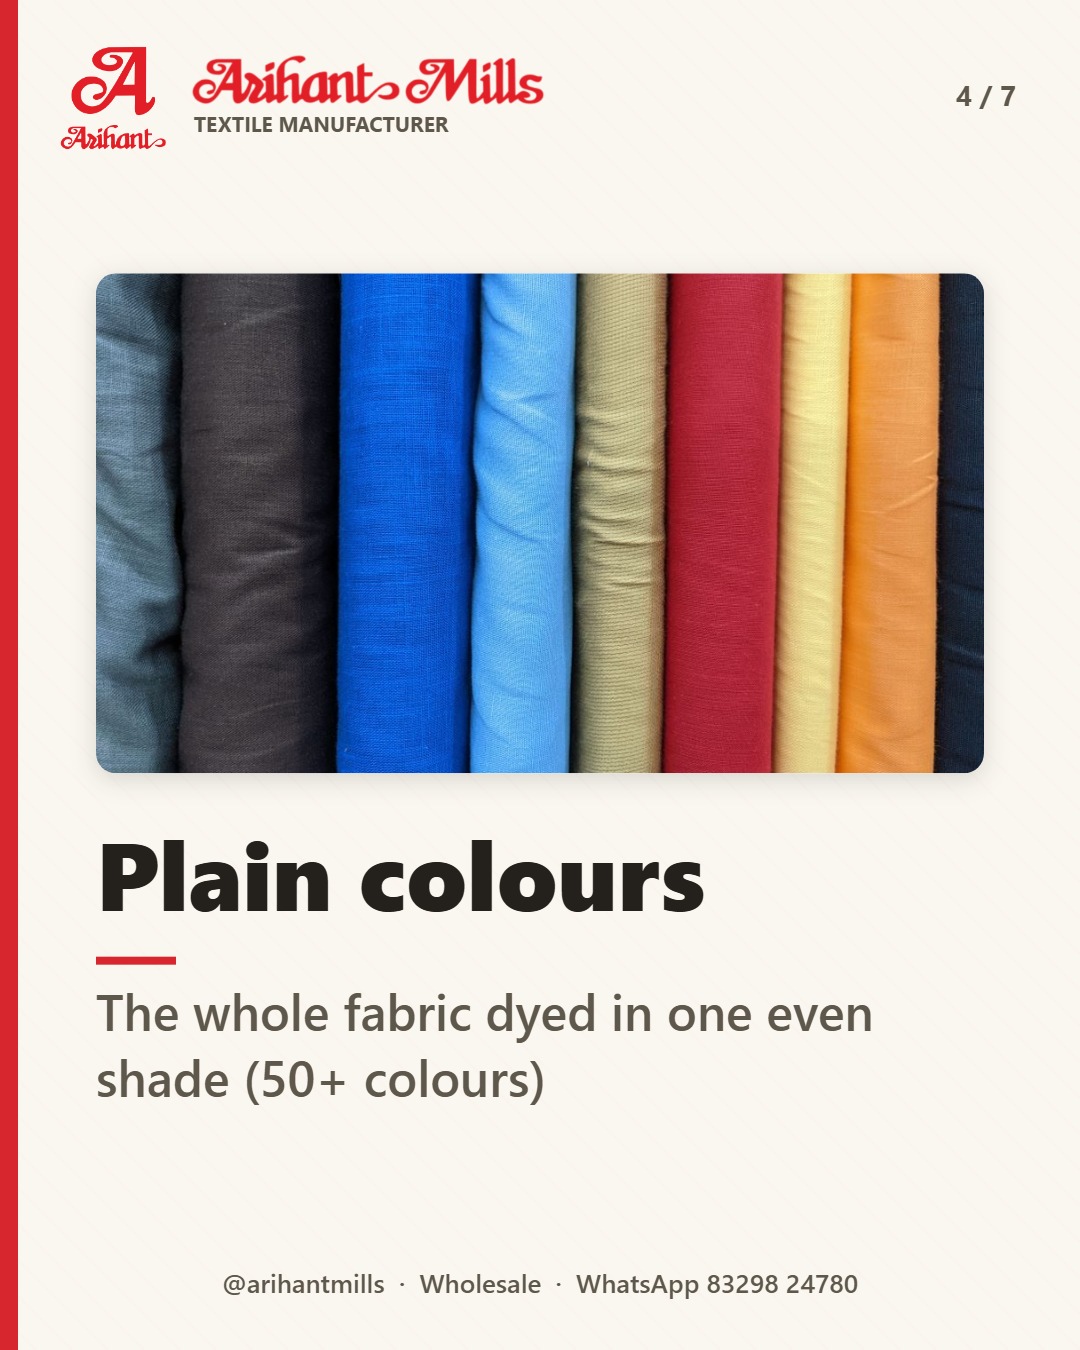 A
Arihant
Arihant Mills
TEXTILE MANUFACTURER
4 / 7
Plain colours
The whole fabric dyed in one even
shade (50+ colours)
@arihantmills · Wholesale · WhatsApp 83298 24780